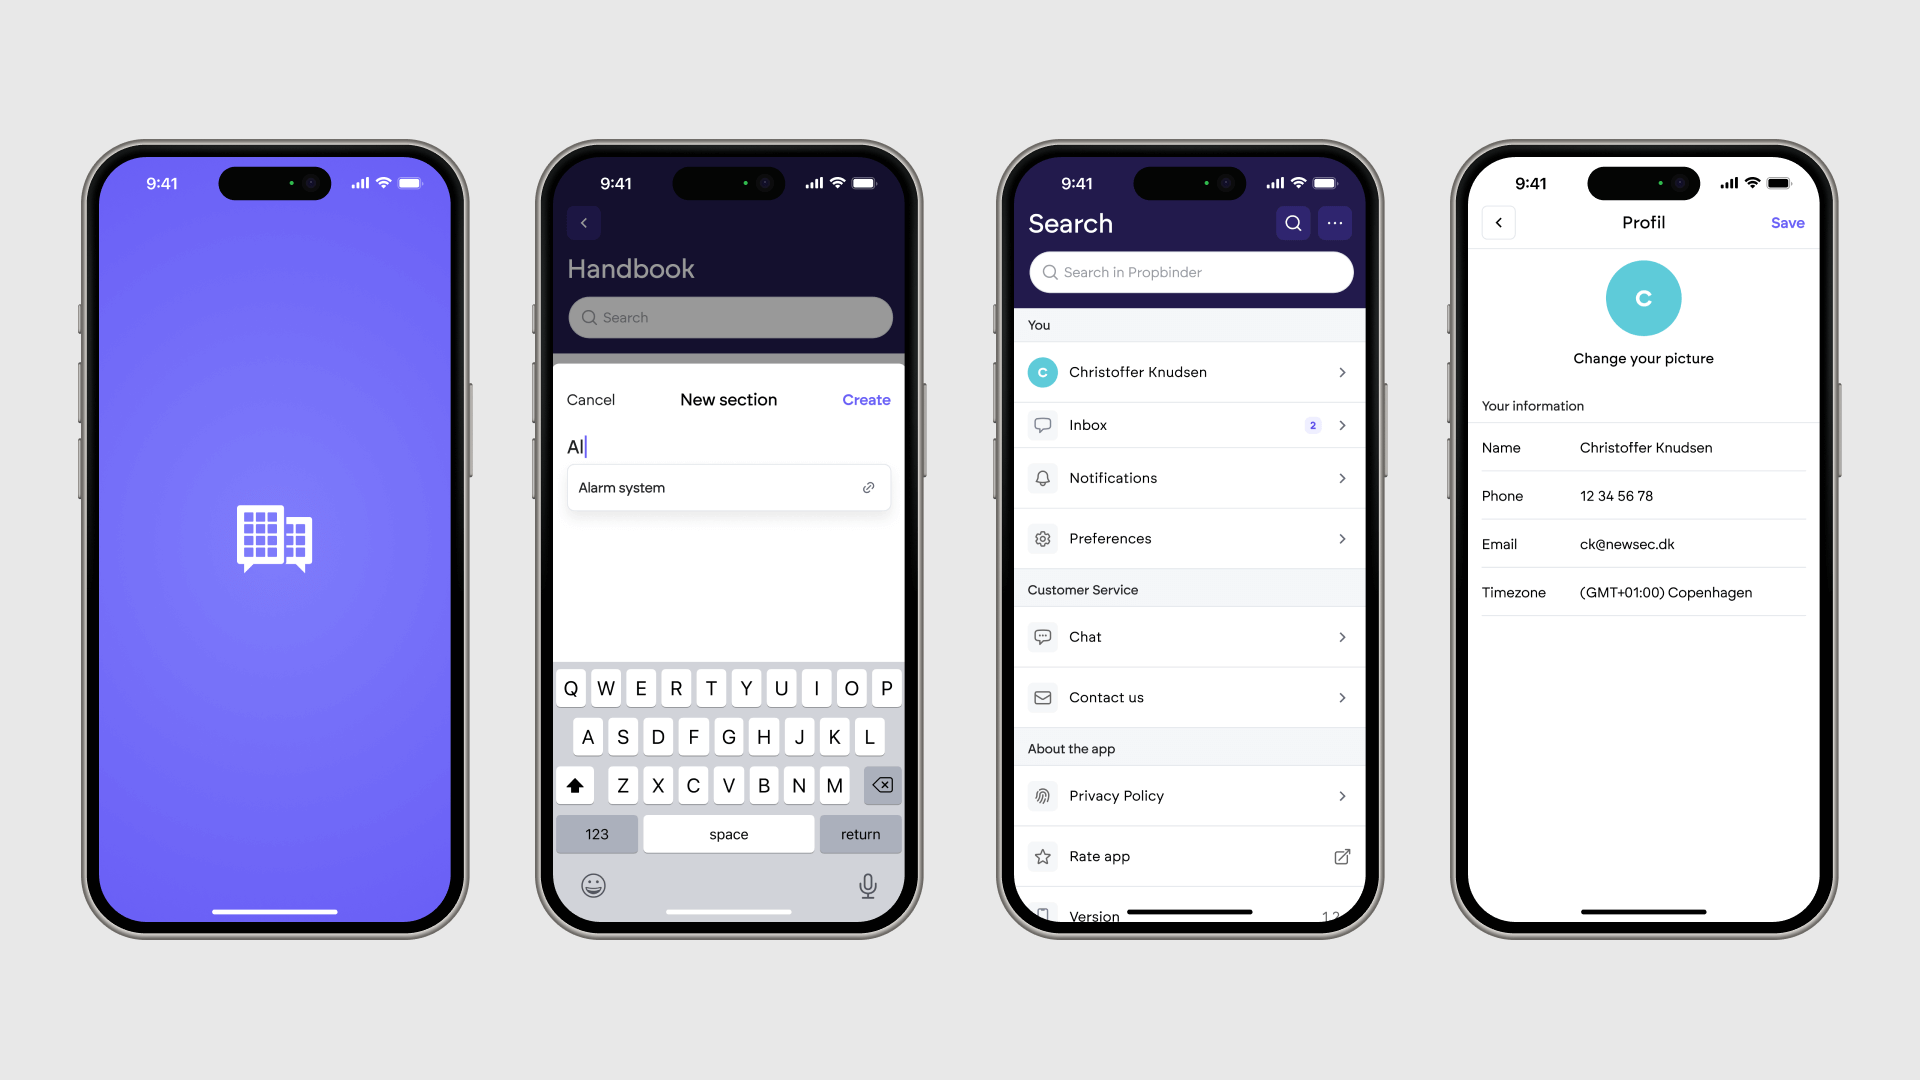 9:41
9:41
Handbook
Search
Cancel New section Create
Al
Alarm system
Q W E R T Y U I O P
A S D F G H J K L
Z X C V B N M
123 space return
9:41
Search
Search in Propbinder
You
C Christoffer Knudsen
Inbox 2
Notifications
Preferences
Customer Service
Chat
Contact us
About the app
Privacy Policy
Rate app
Version 1.2
9:41
Profil Save
C
Change your picture
Your information
Name Christoffer Knudsen
Phone 12 34 56 78
Email ck@newsec.dk
Timezone (GMT+01:00) Copenhagen